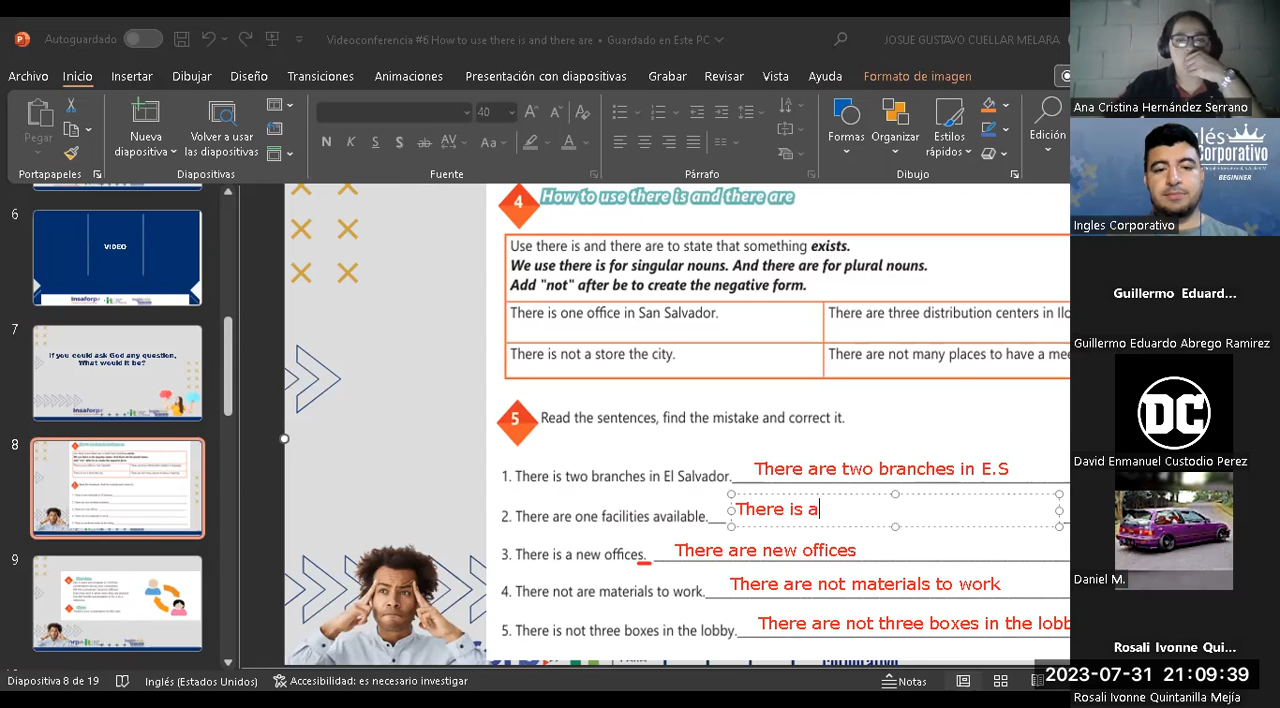 Autoguardado
Videoconferencia #6 How to use there is and there are • Guardado en Este PC
JOSUE GUSTAVO CUELLAR MELARA
Archivo Inicio Insertar Dibujar Diseño Transiciones Animaciones Presentación con diapositivas Grabar Revisar Vista Ayuda Formato de imagen
Pegar
Nueva diapositiva
Volver a usar las diapositivas
40
N K S S ab AV Aa A
Formas Organizar Estilos rápidos Edición
Portapapeles Diapositivas Fuente Párrafo Dibujo
6
VIDEO
7
If you could ask God any question,
What would it be?
8
9
4 How to use there is and there are
Use there is and there are to state that something exists.
We use there is for singular nouns. And there are for plural nouns.
Add "not" after be to create the negative form.
There is one office in San Salvador.
There are three distribution centers in Ilo
There is not a store the city.
There are not many places to have a mee
5 Read the sentences, find the mistake and correct it.
1. There is two branches in El Salvador. There are two branches in E.S
2. There are one facilities available. There is a
3. There is a new offices. There are new offices
4. There not are materials to work. There are not materials to work
5. There is not three boxes in the lobby. There are not three boxes in the lobb
Ana Cristina Hernández Serrano
Inglés Corporativo
BEGINNER
Ingles Corporativo
Guillermo Eduard...
Guillermo Eduardo Abrego Ramirez
DC
David Enmanuel Custodio Perez
Daniel M.
Rosali Ivonne Qui...
2023-07-31 21:09:39
Rosali Ivonne Quintanilla Mejía
Diapositiva 8 de 19 Inglés (Estados Unidos) Accesibilidad: es necesario investigar Notas